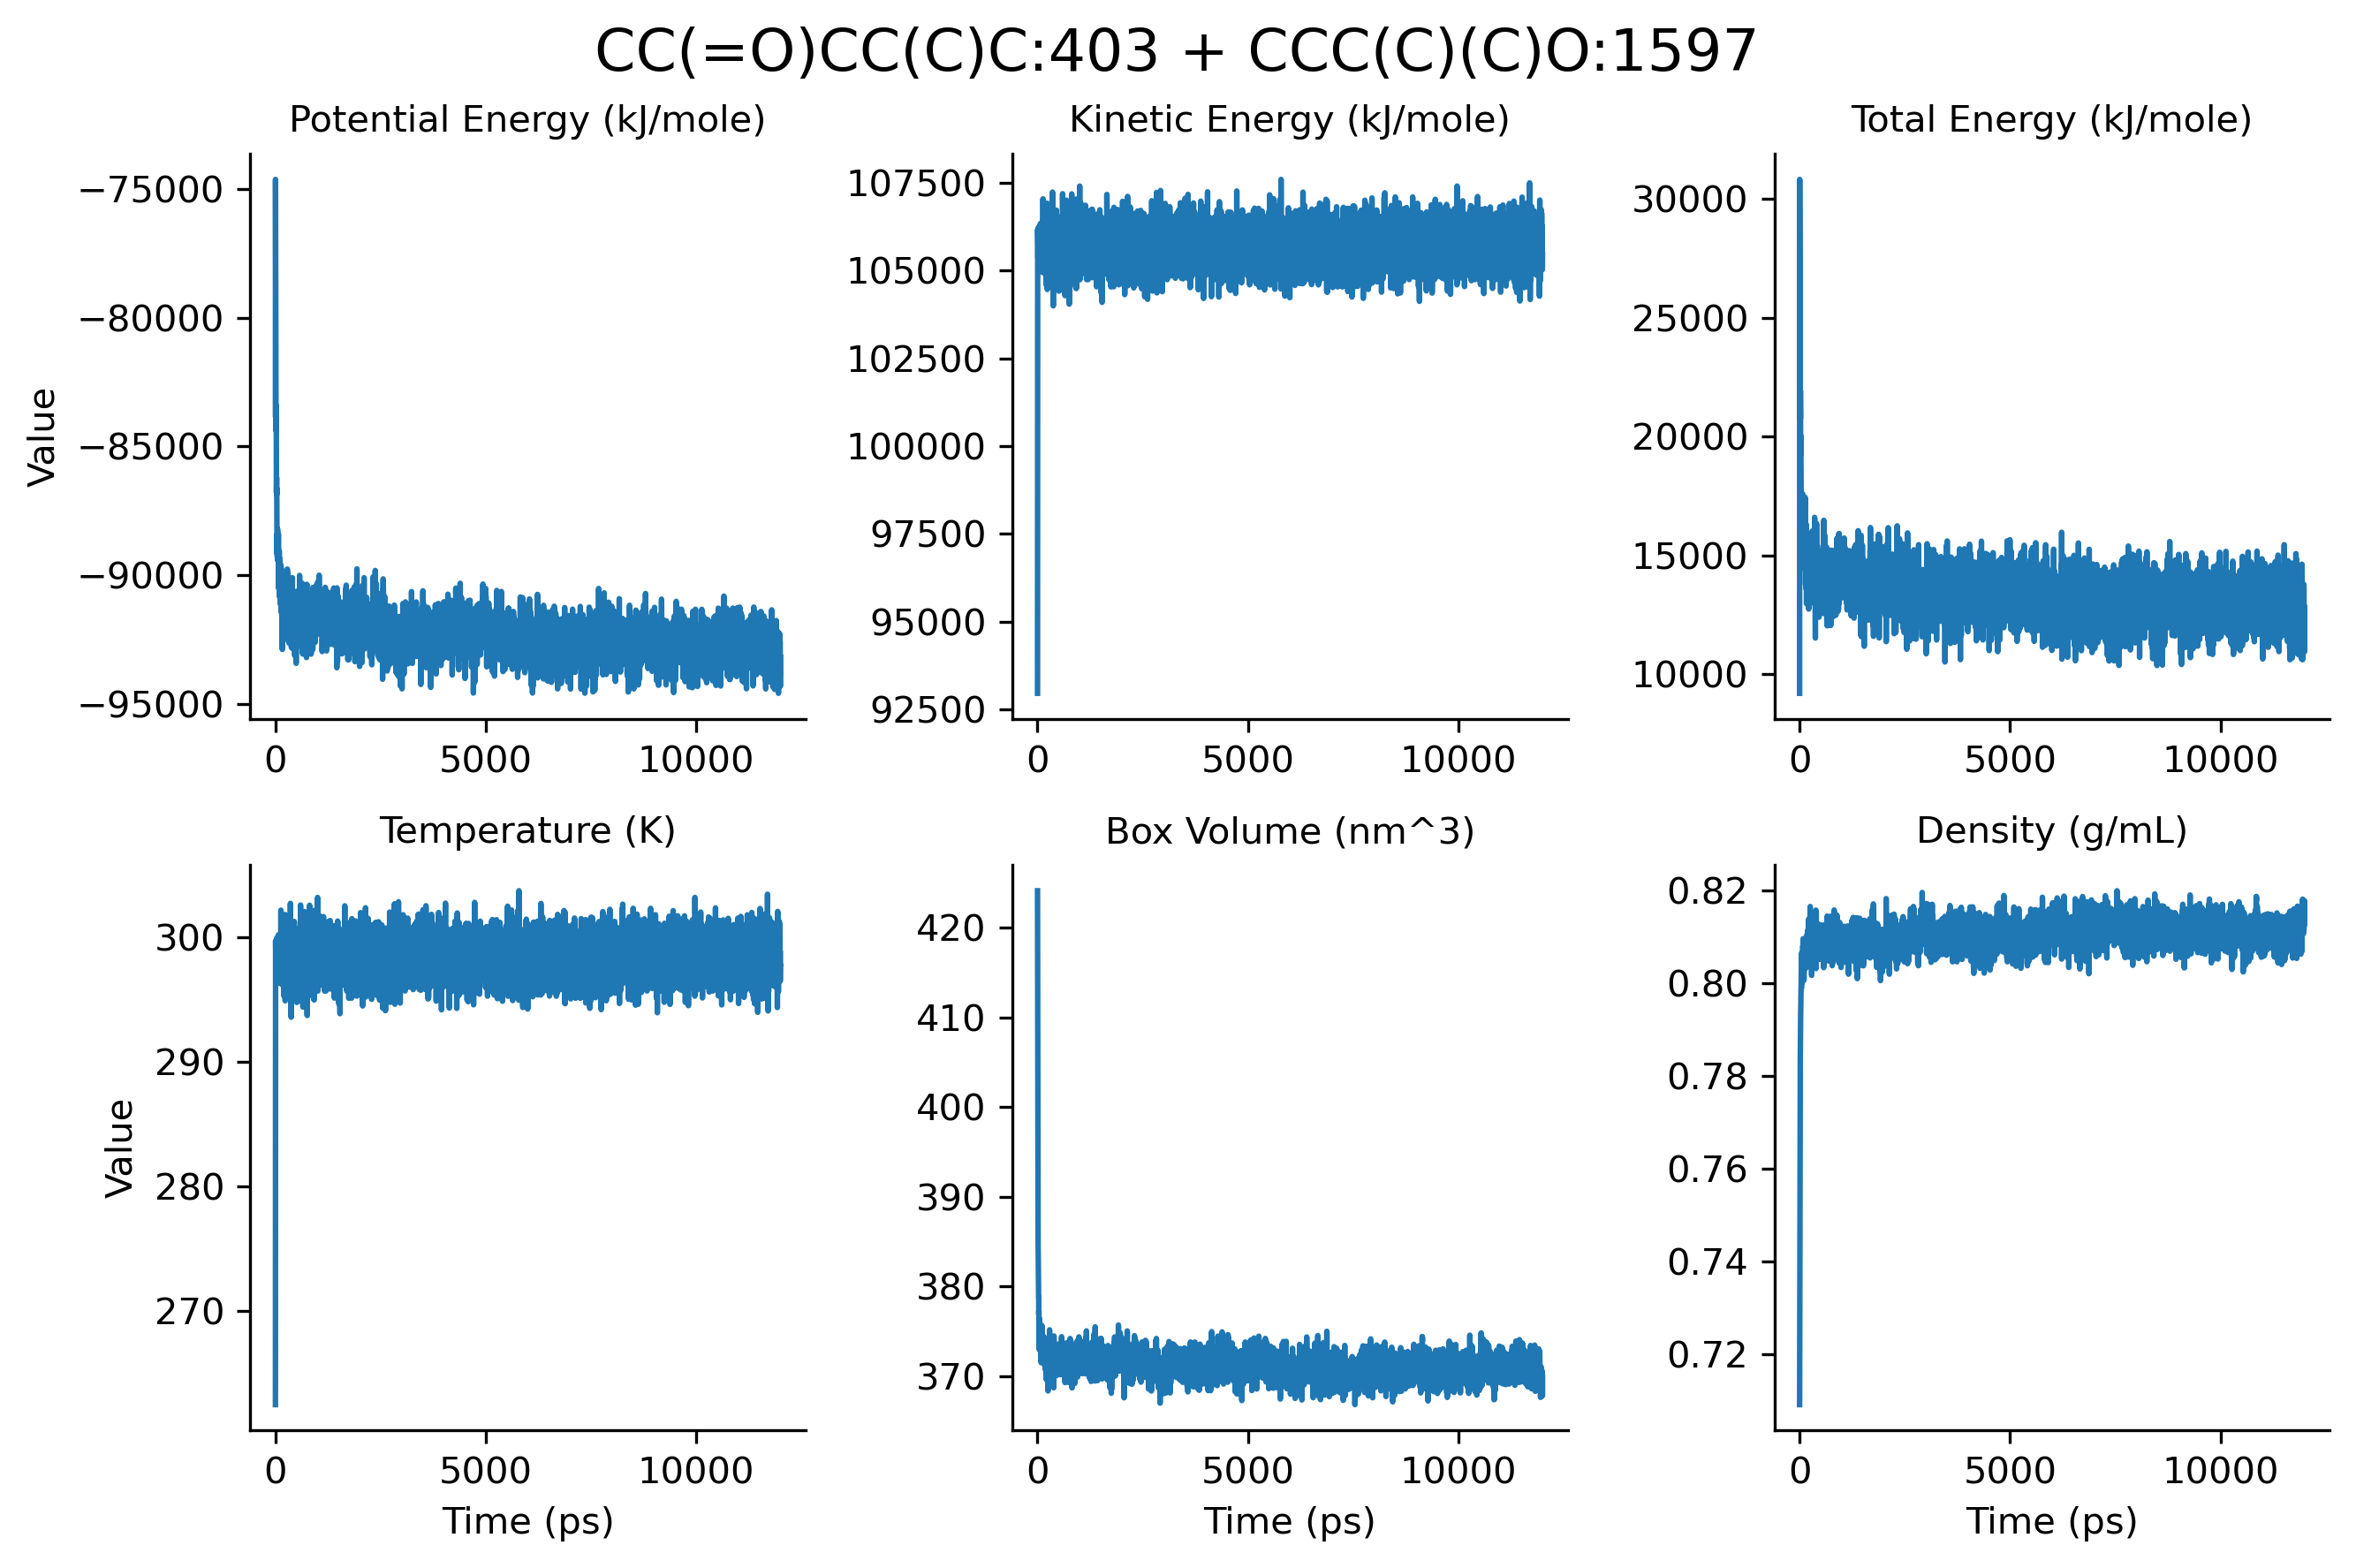 CC(=O)CC(C)C:403 + CCC(C)(C)O:1597
Potential Energy (kJ/mole)
−75000
−80000
−85000
−90000
−95000
Value
0 5000 10000
Kinetic Energy (kJ/mole)
107500
105000
102500
100000
97500
95000
92500
0 5000 10000
Total Energy (kJ/mole)
30000
25000
20000
15000
10000
0 5000 10000
Temperature (K)
300
290
280
270
Value
0 5000 10000
Time (ps)
Box Volume (nm^3)
420
410
400
390
380
370
0 5000 10000
Time (ps)
Density (g/mL)
0.82
0.80
0.78
0.76
0.74
0.72
0 5000 10000
Time (ps)